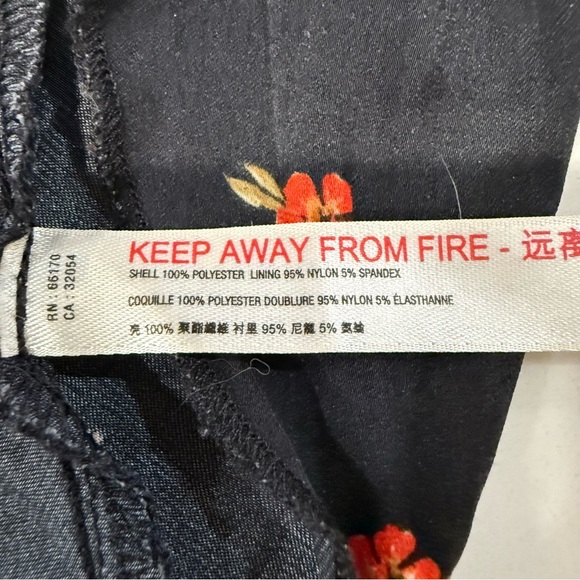 RN : 66170
CA : 32054
KEEP AWAY FROM FIRE - 远离
SHELL 100% POLYESTER LINING 95% NYLON 5% SPANDEX
COQUILLE 100% POLYESTER DOUBLURE 95% NYLON 5% ÉLASTHANNE
亮 100% 聚酯纖維 衬里 95% 尼龍 5% 氨綸